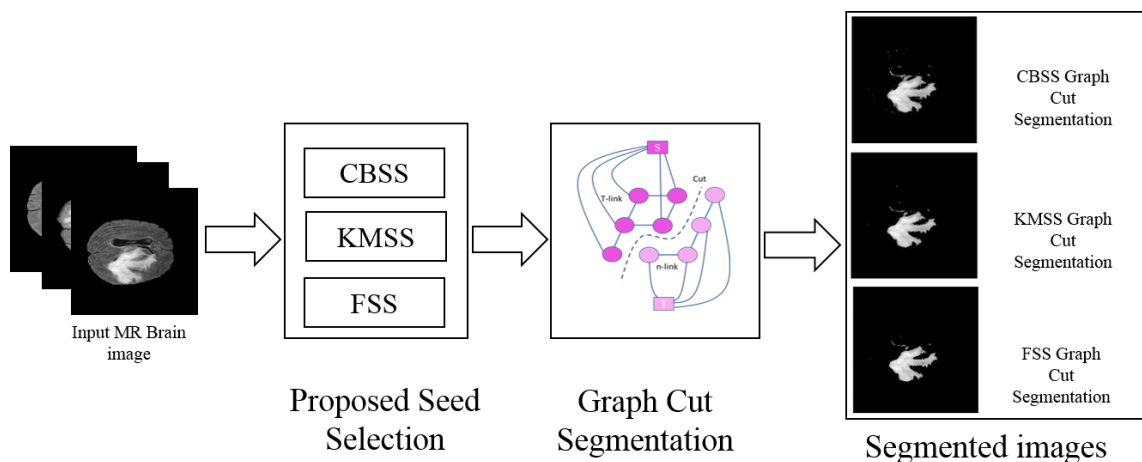 Input MR Brain
image
CBSS
KMSS
FSS
Proposed Seed
Selection
S
T-link
Cut
n-link
T
Graph Cut
Segmentation
CBSS Graph
Cut
Segmentation
KMSS Graph
Cut
Segmentation
FSS Graph
Cut
Segmentation
Segmented images